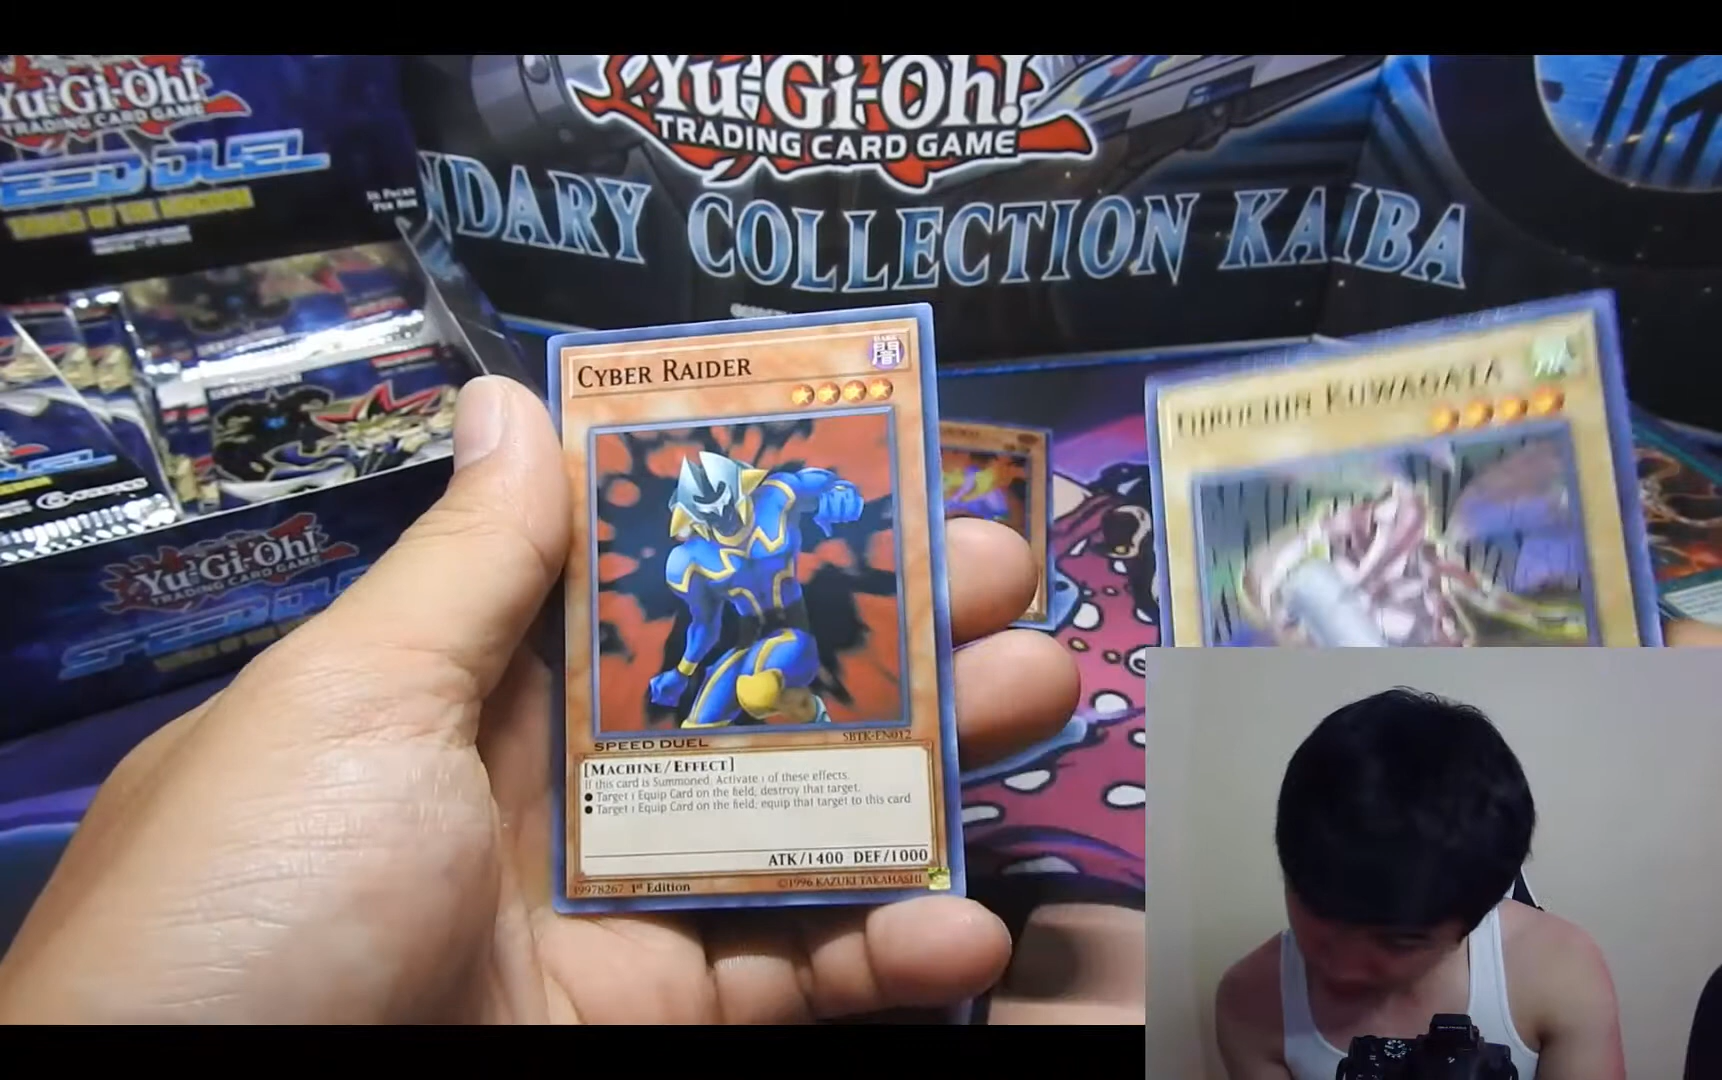 Yu-Gi-Oh!
TRADING CARD GAME
SPEED DUEL
Yu-Gi-Oh!
TRADING CARD GAME
NDARY COLLECTION KAIBA
Yu-Gi-Oh!
TRADING CARD GAME
CYBER RAIDER
SPEED DUEL
SBTK-EN012
[MACHINE/EFFECT]
If this card is Summoned: Activate 1 of these effects.
● Target 1 Equip Card on the field; destroy that target.
● Target 1 Equip Card on the field; equip that target to this card
ATK/1400 DEF/1000
39978267 1st Edition
©1996 KAZUKI TAKAHASHI
KUWAGATA